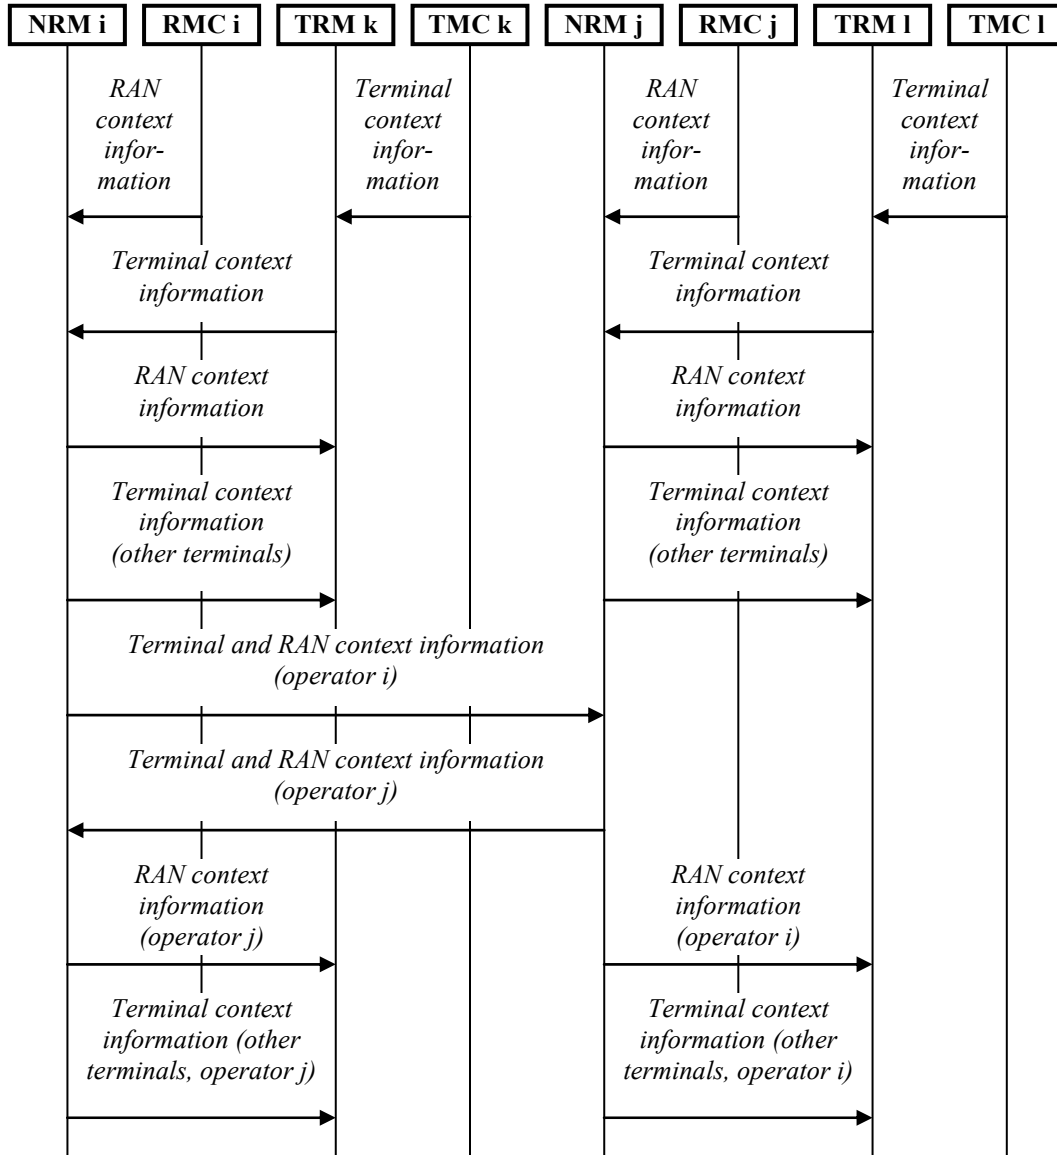 NRM i RMC i TRM k TMC k NRM j RMC j TRM l TMC l
RAN
context
infor-
mation
Terminal
context
infor-
mation
RAN
context
infor-
mation
Terminal
context
infor-
mation
Terminal context
information
Terminal context
information
RAN context
information
RAN context
information
Terminal context
information
(other terminals)
Terminal context
information
(other terminals)
Terminal and RAN context information
(operator i)
Terminal and RAN context information
(operator j)
RAN context
information
(operator j)
RAN context
information
(operator i)
Terminal context
information (other
terminals, operator j)
Terminal context
information (other
terminals, operator i)